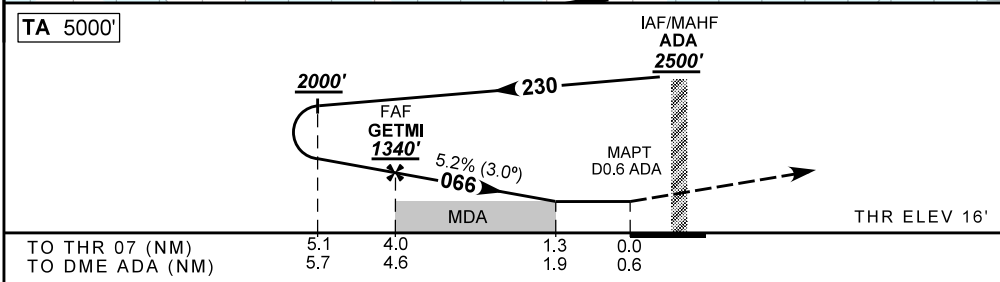 TA 5000'
IAF/MAHF
ADA
2500'
2000'
230
FAF
GETMI
1340'
5.2% (3.0º)
066
MAPT
D0.6 ADA
MDA
THR ELEV 16'
TO THR 07 (NM) 5.1 4.0 1.3 0.0
TO DME ADA (NM) 5.7 4.6 1.9 0.6